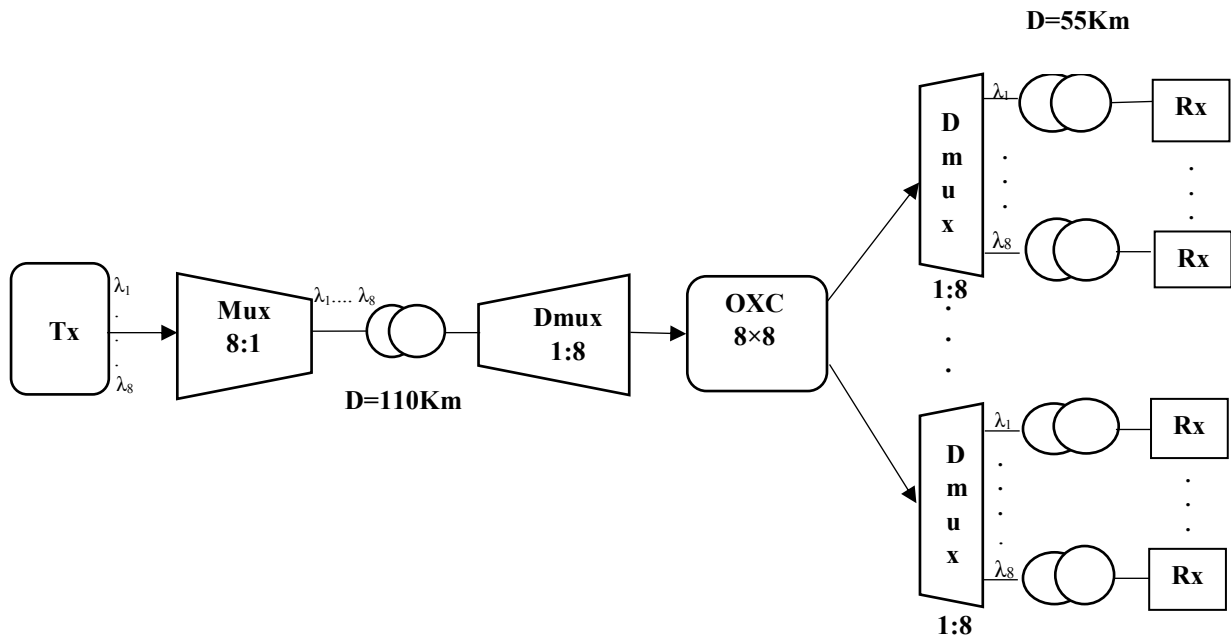 D=55Km
Tx
λ1
λ8
Mux
8:1
λ1.... λ8
D=110Km
Dmux
1:8
OXC
8×8
D
m
u
x
1:8
λ1
λ8
Rx
Rx
D
m
u
x
1:8
λ1
λ8
Rx
Rx